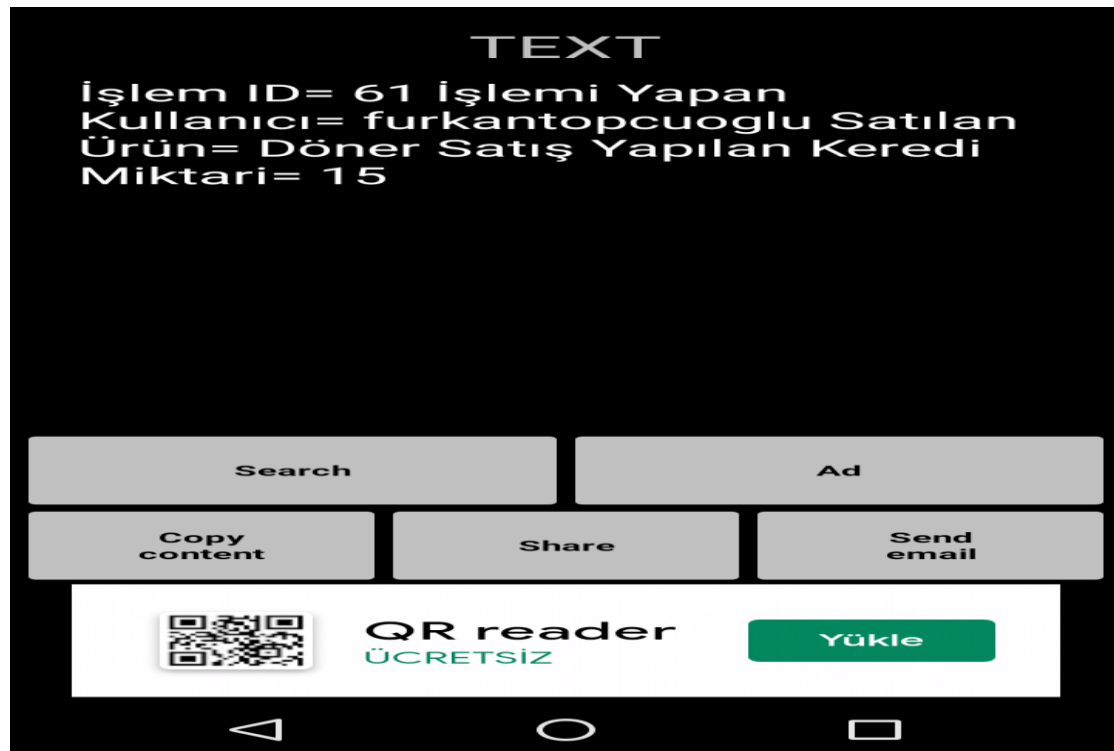 TEXT
İşlem ID= 61 İşlemi Yapan
Kullanıcı= furkantopcuoglu Satılan
Ürün= Döner Satış Yapılan Keredi
Miktari= 15
Search
Ad
Copy
content
Share
Send
email
QR reader
ÜCRETSİZ
Yükle